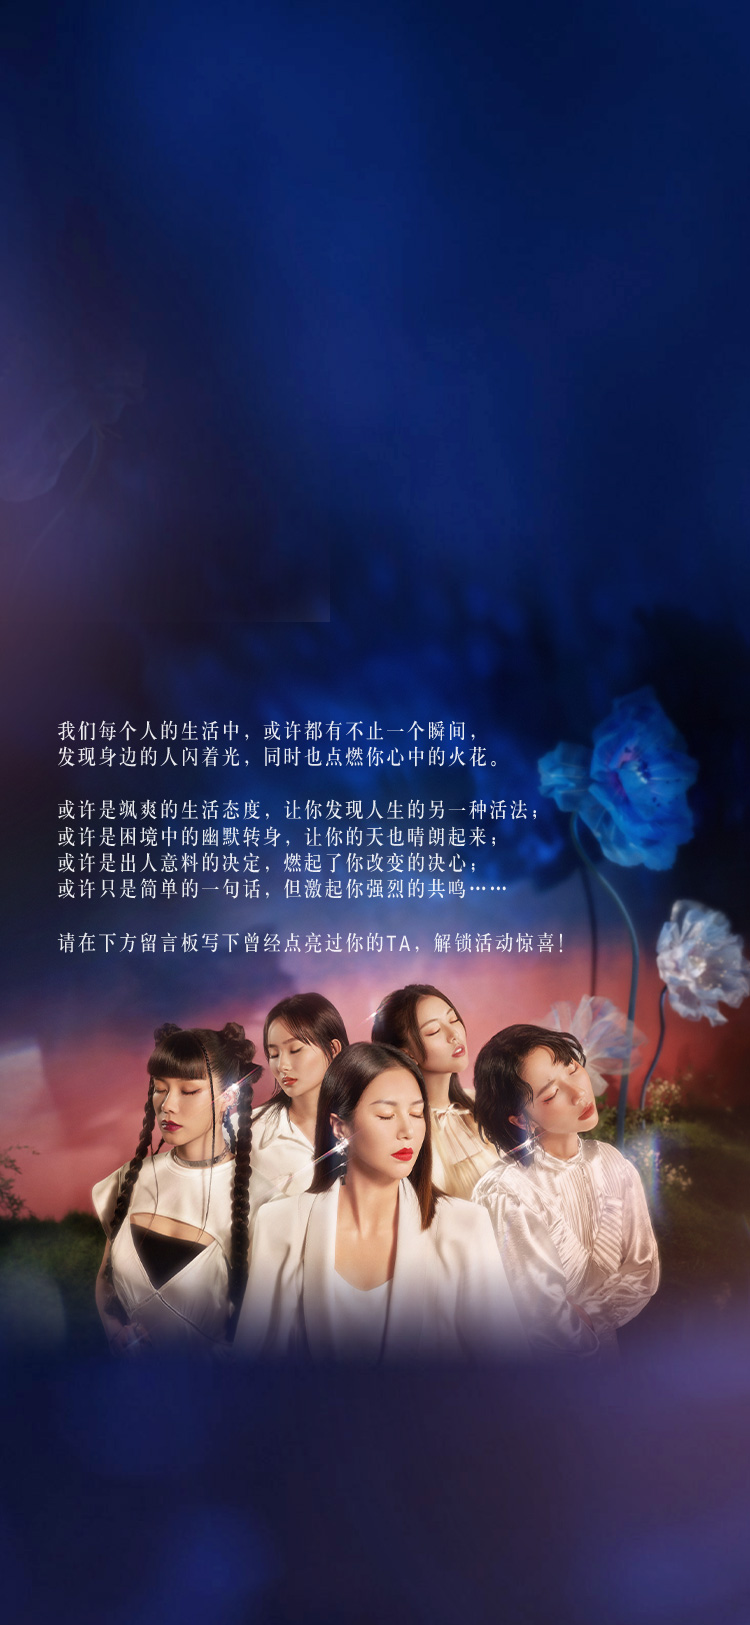 我们每个人的生活中，或许都有不止一个瞬间，
发现身边的人闪着光，同时也点燃你心中的火花。
或许是飒爽的生活态度，让你发现人生的另一种活法；
或许是困境中的幽默转身，让你的天也晴朗起来；
或许是出人意料的决定，燃起了你改变的决心；
或许只是简单的一句话，但激起你强烈的共鸣……
请在下方留言板写下曾经点亮过你的TA，解锁活动惊喜！